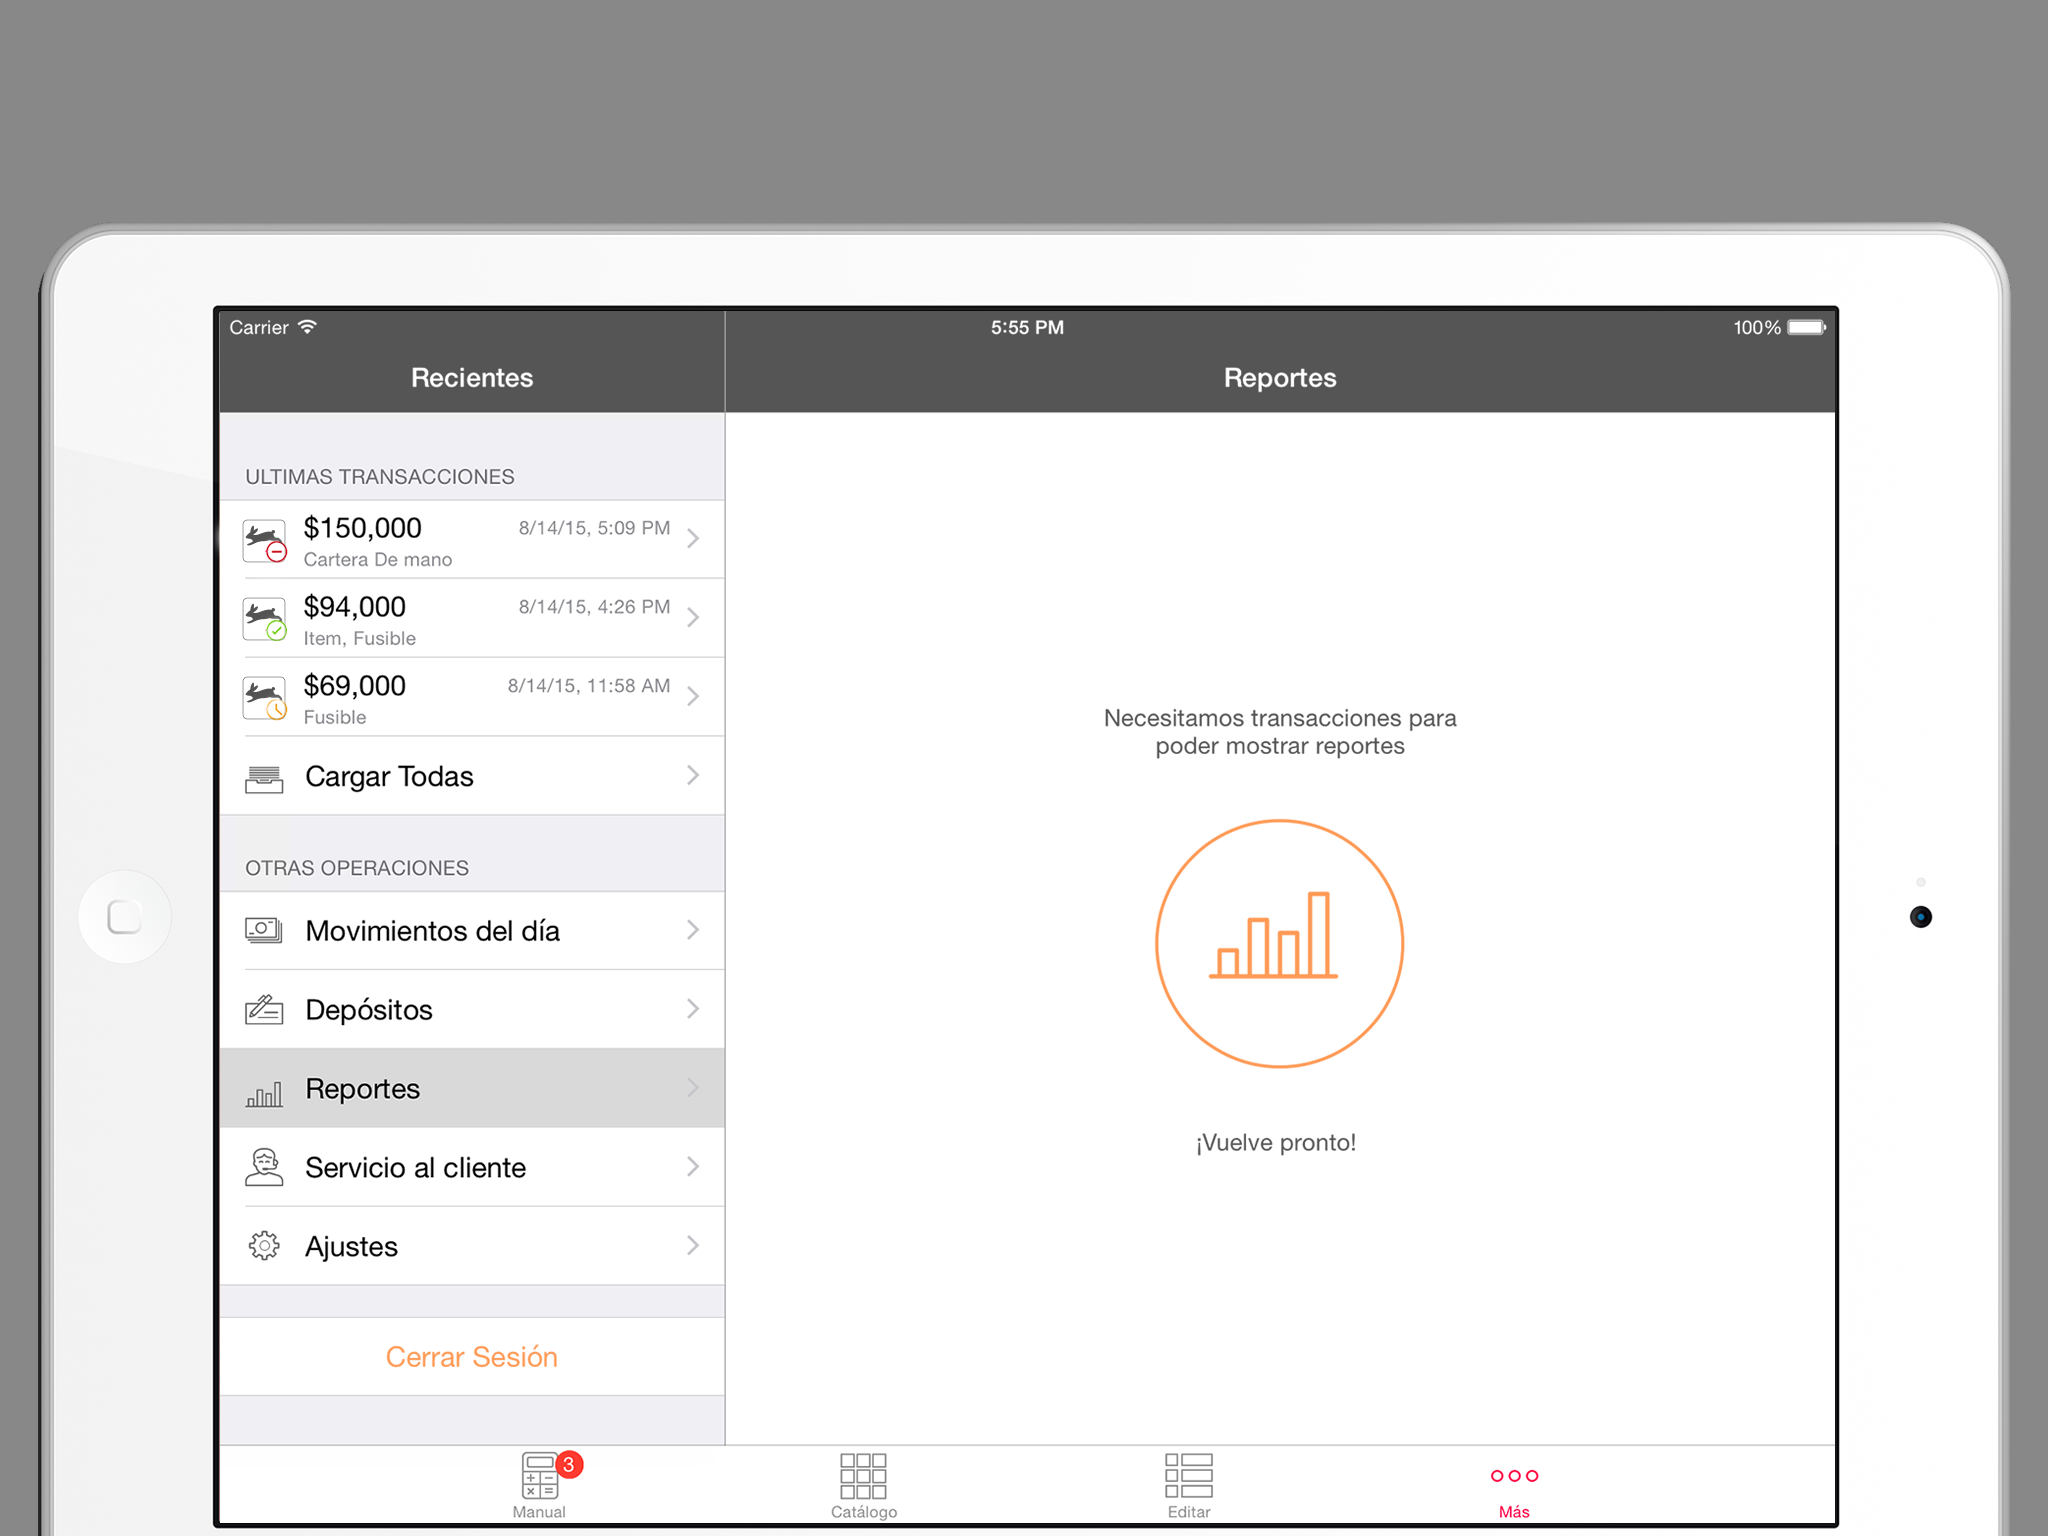 Carrier
5:55 PM
100%
Recientes
Reportes
ULTIMAS TRANSACCIONES
$150,000
8/14/15, 5:09 PM
Cartera De mano
$94,000
8/14/15, 4:26 PM
Item, Fusible
$69,000
8/14/15, 11:58 AM
Fusible
Cargar Todas
OTRAS OPERACIONES
Movimientos del día
Depósitos
Reportes
Servicio al cliente
Ajustes
Cerrar Sesión
Necesitamos transacciones para
poder mostrar reportes
¡Vuelve pronto!
3
Manual
Catálogo
Editar
Más